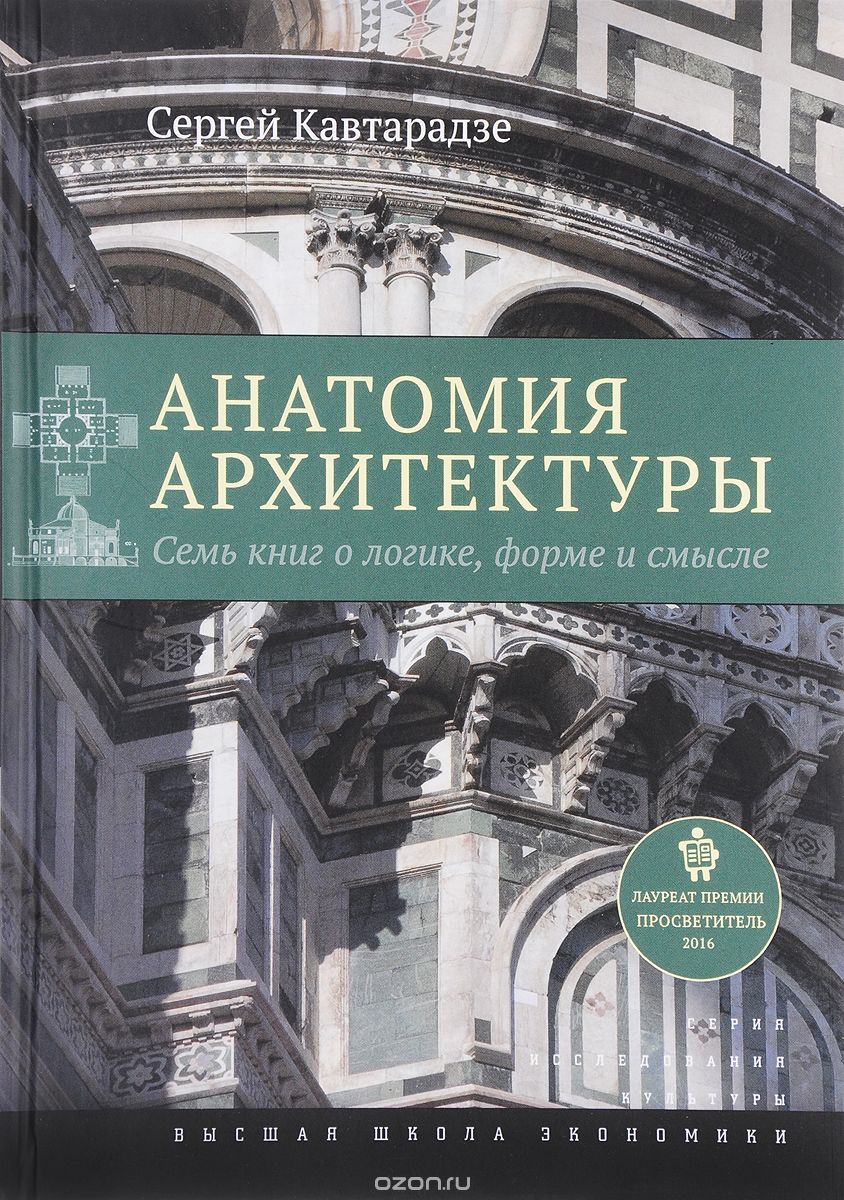 Сергей Кавтарадзе
АНАТОМИЯ
АРХИТЕКТУРЫ
Семь книг о логике, форме и смысле
ЛАУРЕАТ ПРЕМИИ
ПРОСВЕТИТЕЛЬ
2016
СЕРИЯ
ИССЛЕДОВАНИЯ
КУЛЬТУРЫ
ВЫСШАЯ ШКОЛА ЭКОНОМИКИ
ozon.ru